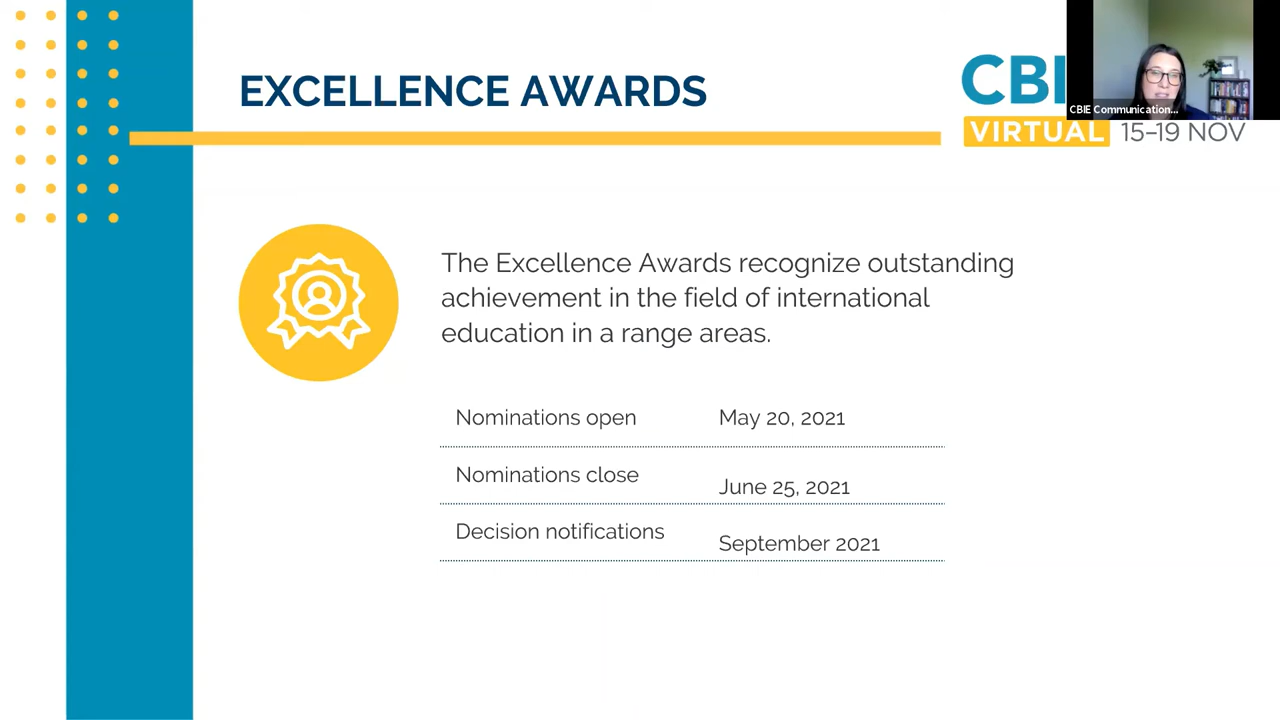 EXCELLENCE AWARDS
CBI
CBIE Communication...
VIRTUAL 15-19 NOV
The Excellence Awards recognize outstanding
achievement in the field of international
education in a range areas.
Nominations open May 20, 2021
Nominations close June 25, 2021
Decision notifications September 2021